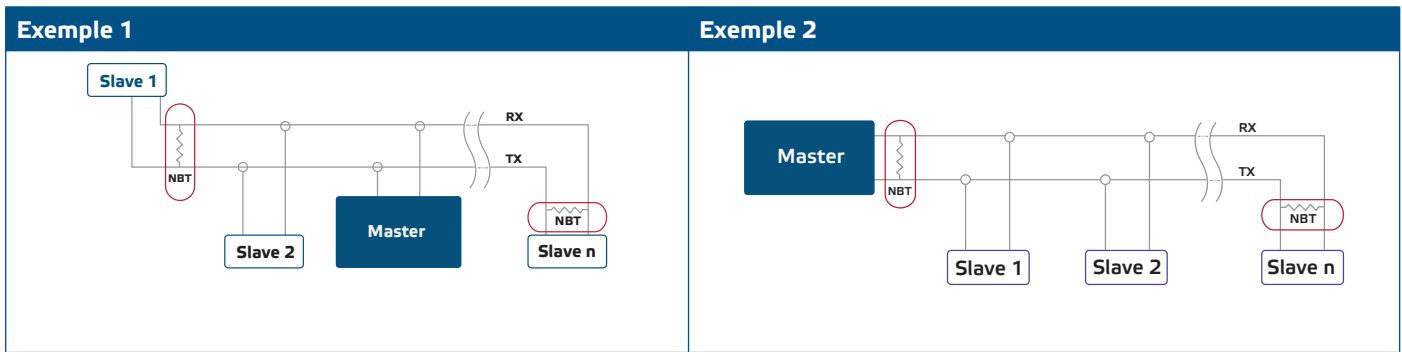 Exemple 1
Slave 1
RX
TX
NBT
NBT
Master
Slave 2
Slave n
Exemple 2
RX
Master
TX
NBT
NBT
Slave 1
Slave 2
Slave n